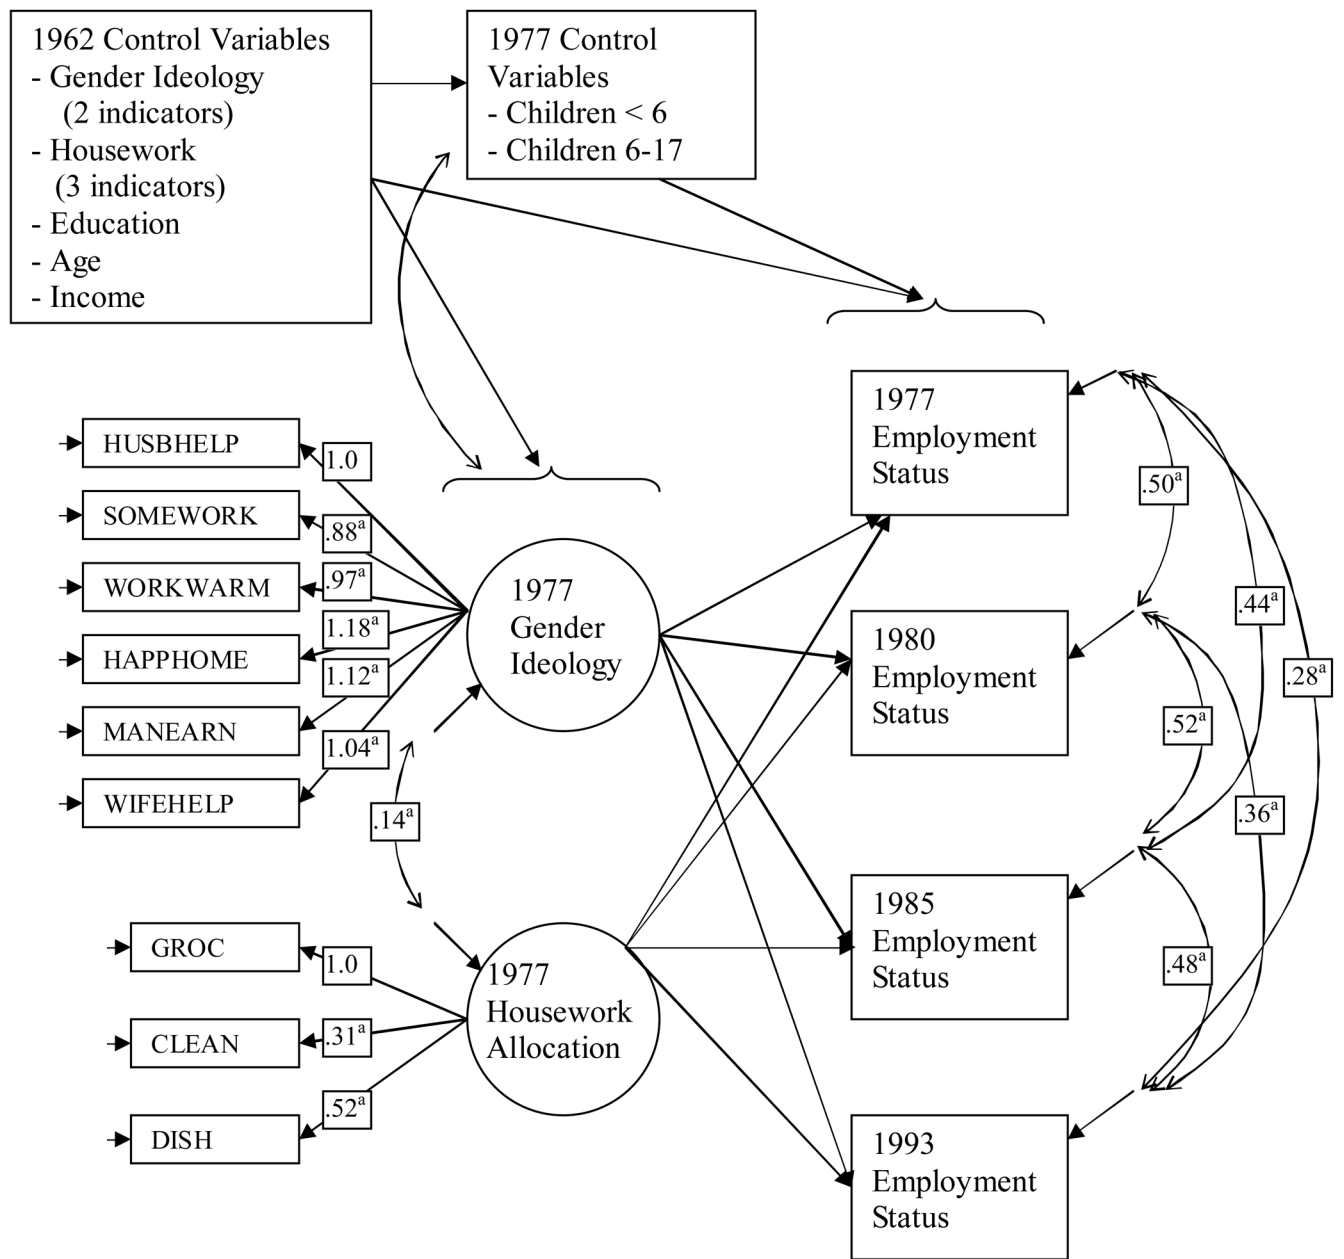 1962 Control Variables
- Gender Ideology
(2 indicators)
- Housework
(3 indicators)
- Education
- Age
- Income
1977 Control
Variables
- Children < 6
- Children 6-17
HUSBHELP
SOMEWORK
WORKWARM
HAPPHOME
MANEARN
WIFEHELP
1.0
.88ᵃ
.97ᵃ
1.18ᵃ
1.12ᵃ
1.04ᵃ
1977
Gender
Ideology
.14ᵃ
GROC
CLEAN
DISH
1.0
.31ᵃ
.52ᵃ
1977
Housework
Allocation
1977
Employment
Status
1980
Employment
Status
1985
Employment
Status
1993
Employment
Status
.50ᵃ
.44ᵃ
.28ᵃ
.52ᵃ
.36ᵃ
.48ᵃ